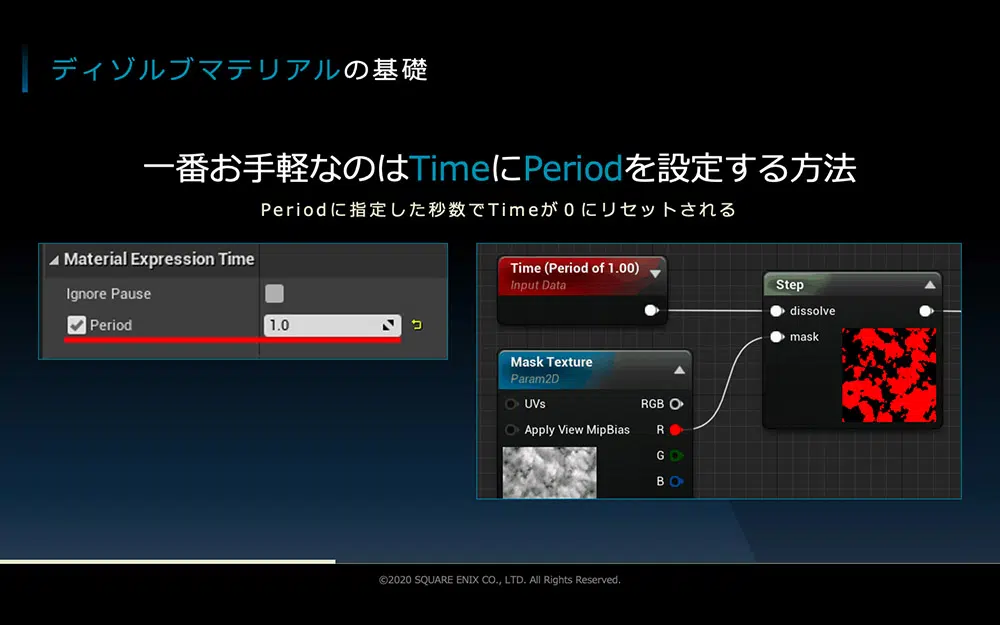 ディゾルブマテリアルの基礎
一番お手軽なのはTimeにPeriodを設定する方法
Periodに指定した秒数でTimeが0にリセットされる
Material Expression Time
Ignore Pause
Period
1.0
Time (Period of 1.00)
Input Data
Mask Texture
Param2D
UVs
RGB
Apply View MipBias
R
G
B
Step
dissolve
mask
©2020 SQUARE ENIX CO., LTD. All Rights Reserved.